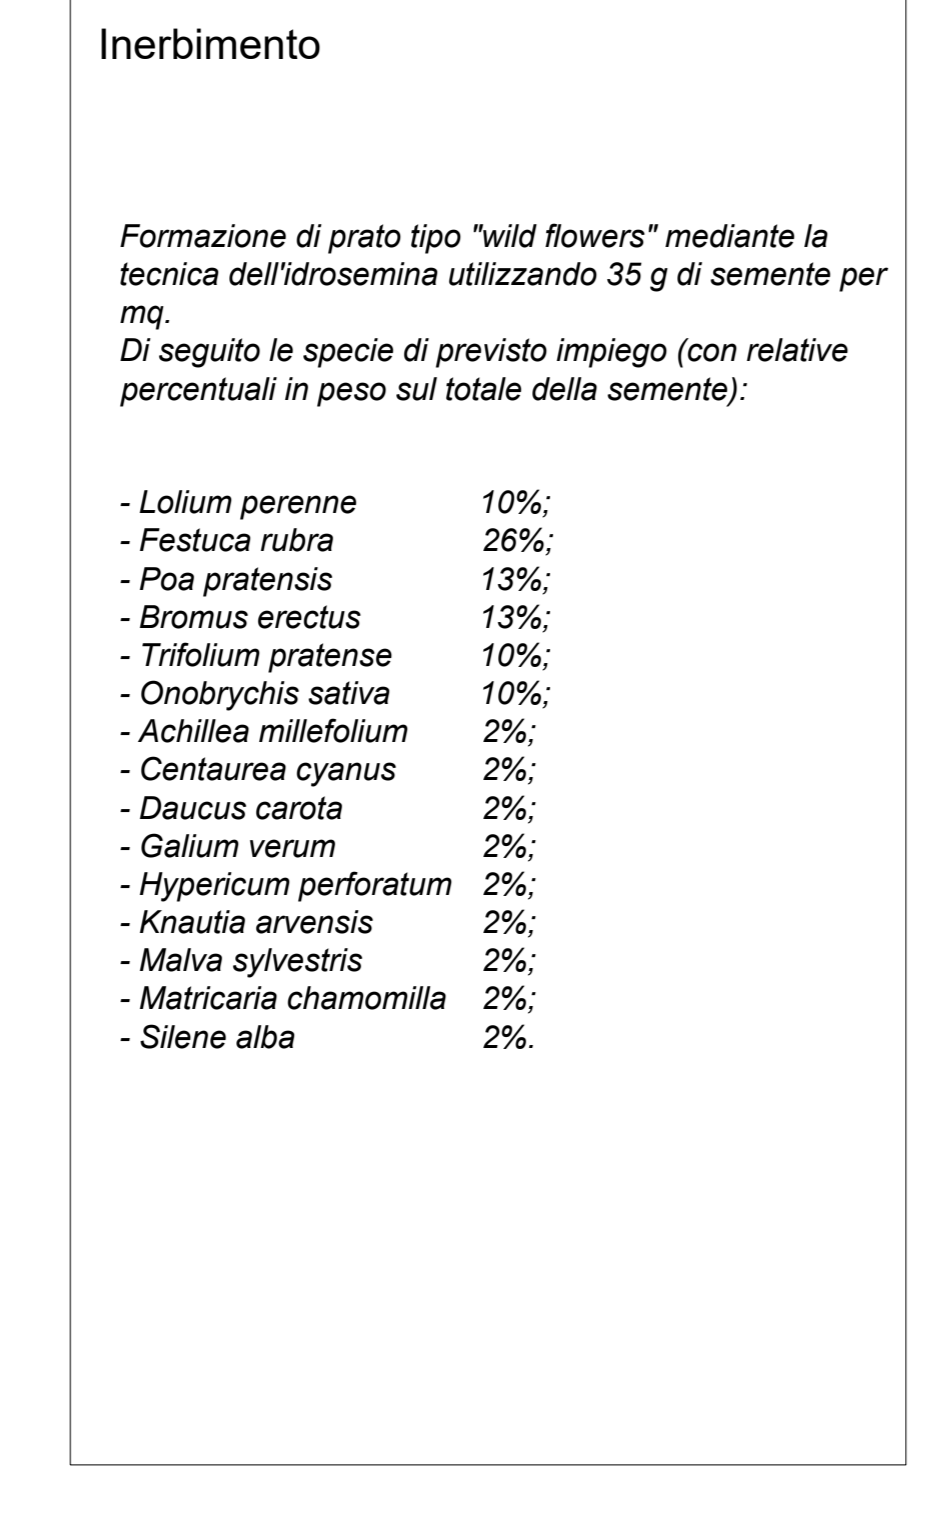 Inerbimento
Formazione di prato tipo "wild flowers" mediante la
tecnica dell'idrosemina utilizzando 35 g di semente per
mq.
Di seguito le specie di previsto impiego (con relative
percentuali in peso sul totale della semente):
- Lolium perenne 10%;
- Festuca rubra 26%;
- Poa pratensis 13%;
- Bromus erectus 13%;
- Trifolium pratense 10%;
- Onobrychis sativa 10%;
- Achillea millefolium 2%;
- Centaurea cyanus 2%;
- Daucus carota 2%;
- Galium verum 2%;
- Hypericum perforatum 2%;
- Knautia arvensis 2%;
- Malva sylvestris 2%;
- Matricaria chamomilla 2%;
- Silene alba 2%.